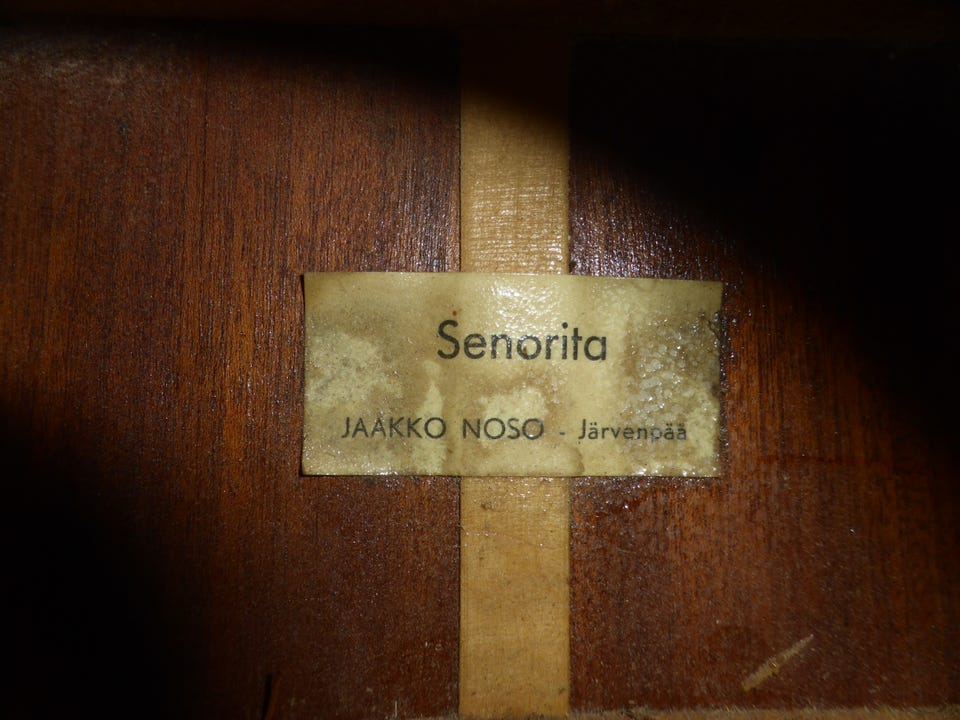 Senorita
JAAKKO NOSO - Järvenpää